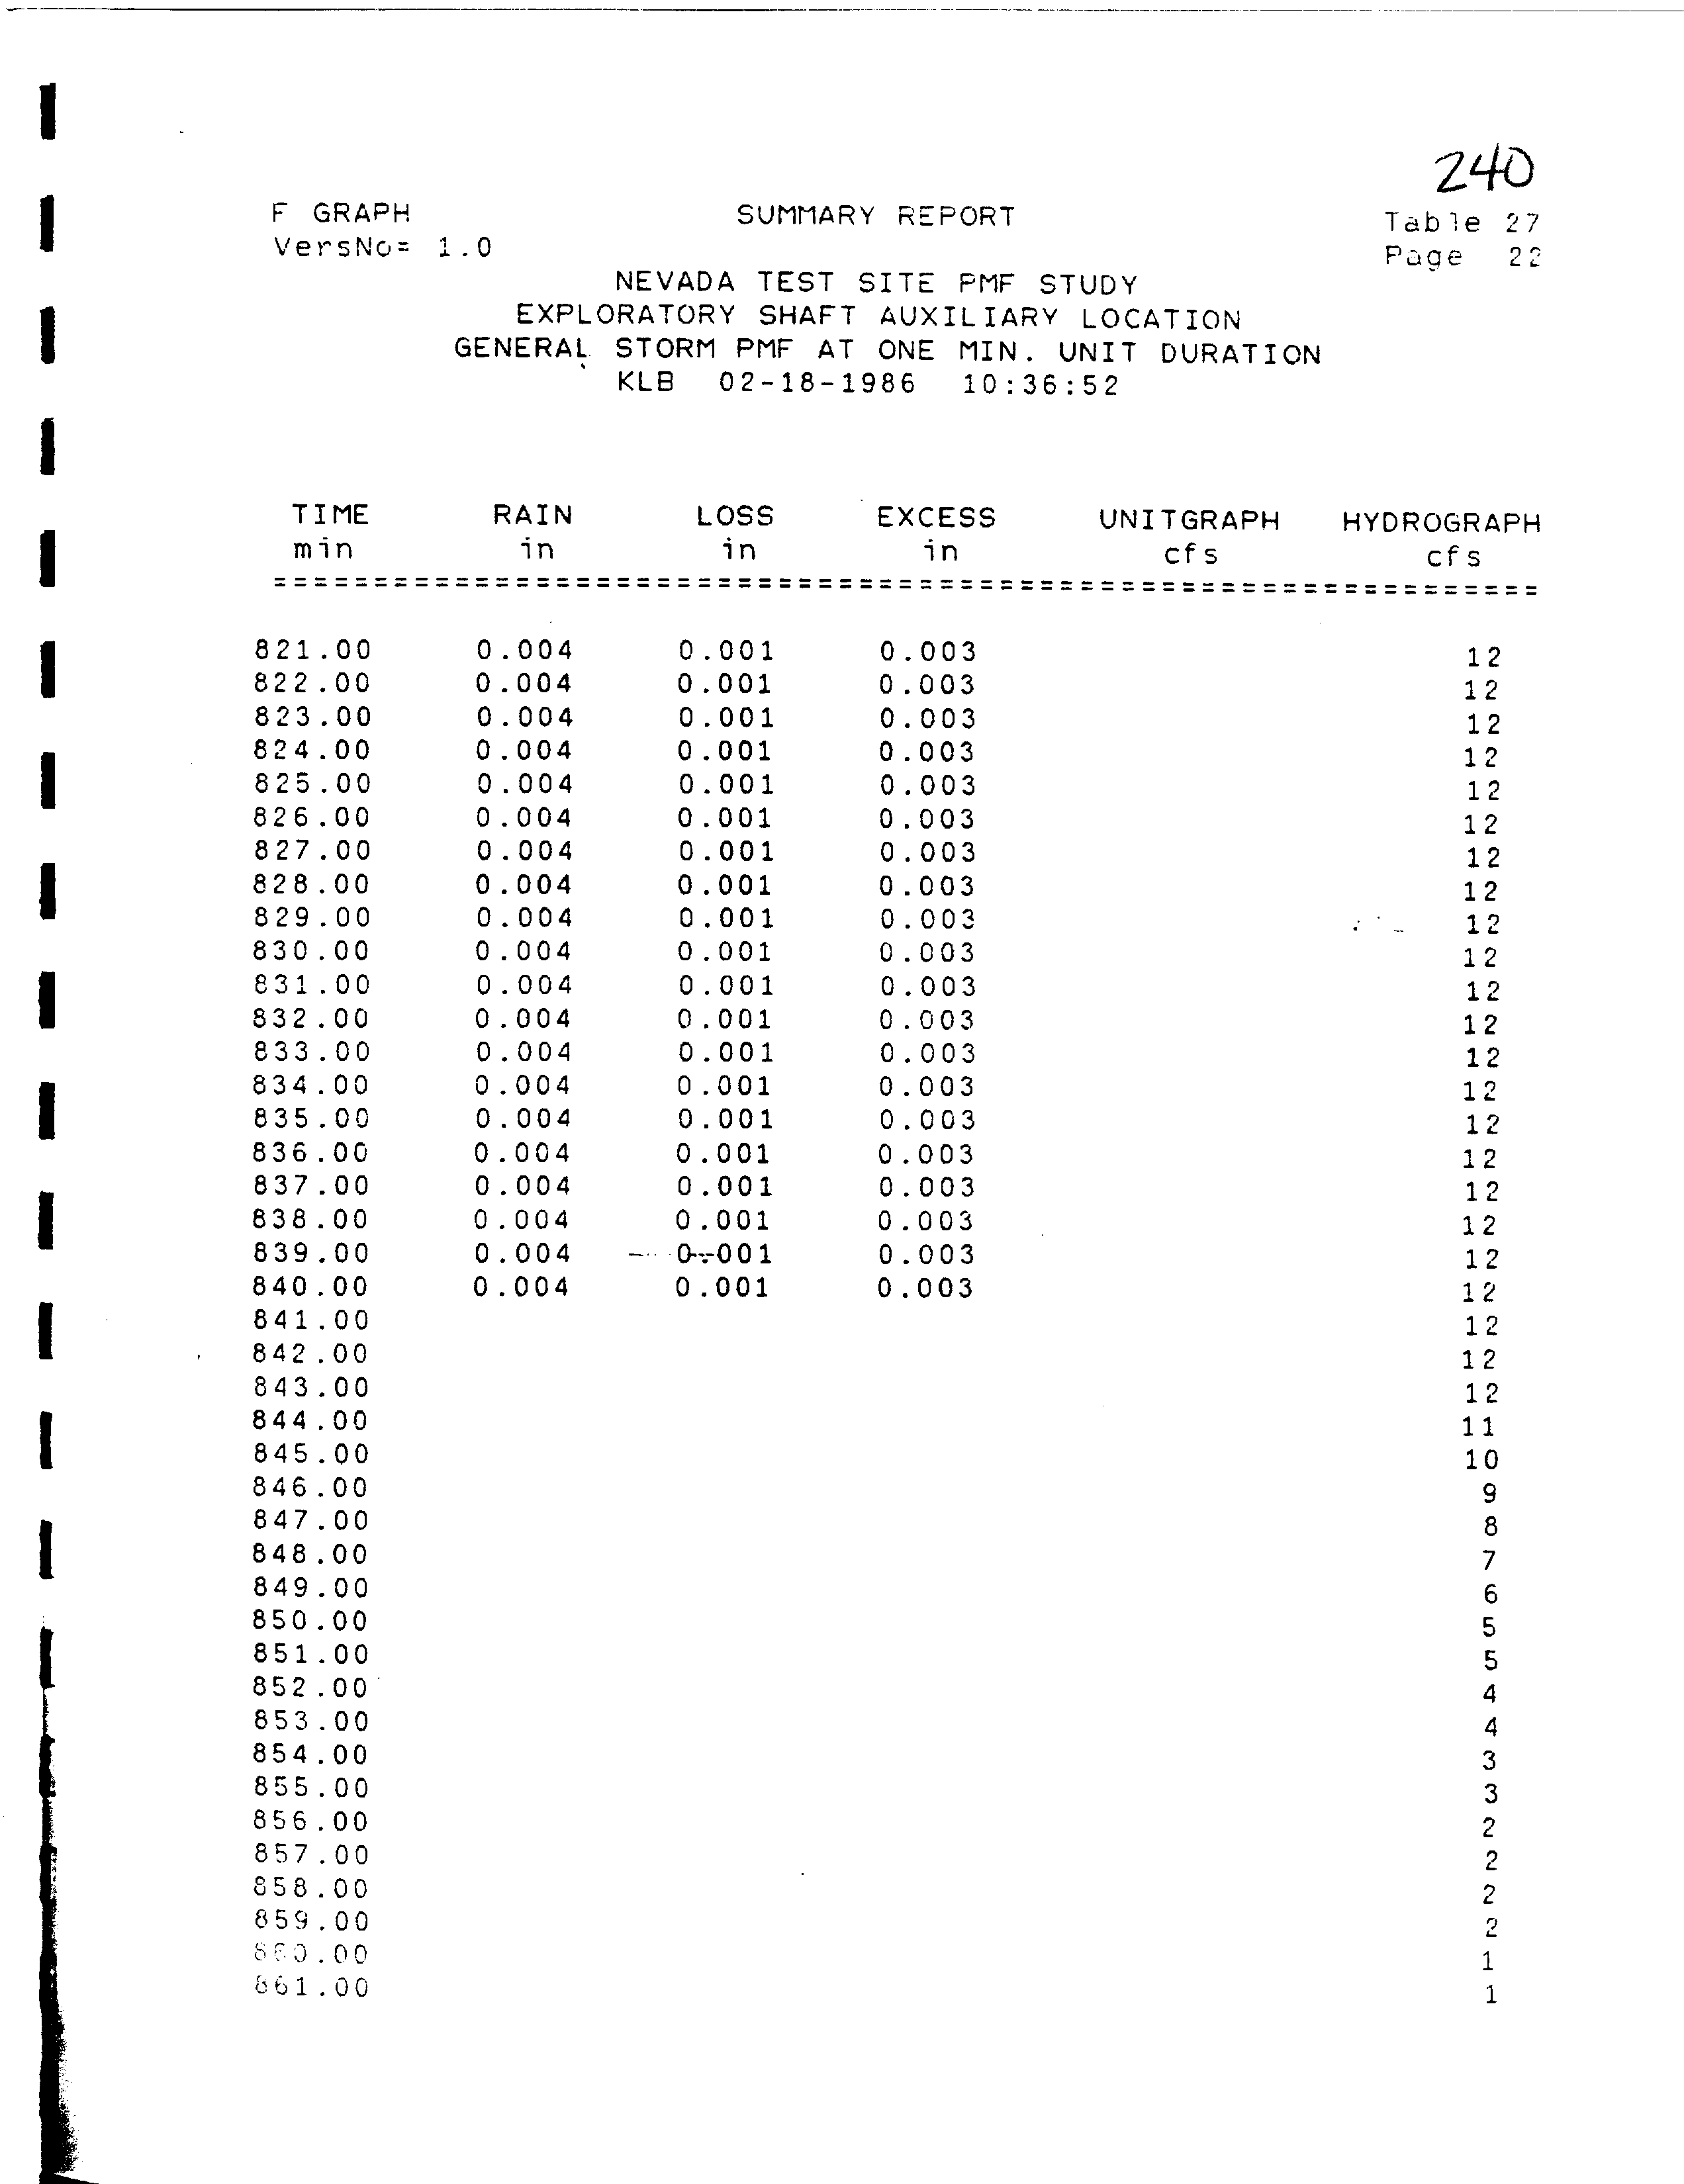 240
F GRAPH SUMMARY REPORT Table 27
VersNo= 1.0 Page 22
NEVADA TEST SITE PMF STUDY
EXPLORATORY SHAFT AUXILIARY LOCATION
GENERAL STORM PMF AT ONE MIN. UNIT DURATION
KLB 02-18-1986 10:36:52
TIME RAIN LOSS EXCESS UNITGRAPH HYDROGRAPH
min in in in cfs cfs
===============================================================
821.00 0.004 0.001 0.003 12
822.00 0.004 0.001 0.003 12
823.00 0.004 0.001 0.003 12
824.00 0.004 0.001 0.003 12
825.00 0.004 0.001 0.003 12
826.00 0.004 0.001 0.003 12
827.00 0.004 0.001 0.003 12
828.00 0.004 0.001 0.003 12
829.00 0.004 0.001 0.003 12
830.00 0.004 0.001 0.003 12
831.00 0.004 0.001 0.003 12
832.00 0.004 0.001 0.003 12
833.00 0.004 0.001 0.003 12
834.00 0.004 0.001 0.003 12
835.00 0.004 0.001 0.003 12
836.00 0.004 0.001 0.003 12
837.00 0.004 0.001 0.003 12
838.00 0.004 0.001 0.003 12
839.00 0.004 0.001 0.003 12
840.00 0.004 0.001 0.003 12
841.00 12
842.00 12
843.00 12
844.00 11
845.00 10
846.00 9
847.00 8
848.00 7
849.00 6
850.00 5
851.00 5
852.00 4
853.00 4
854.00 3
855.00 3
856.00 2
857.00 2
858.00 2
859.00 2
860.00 1
861.00 1